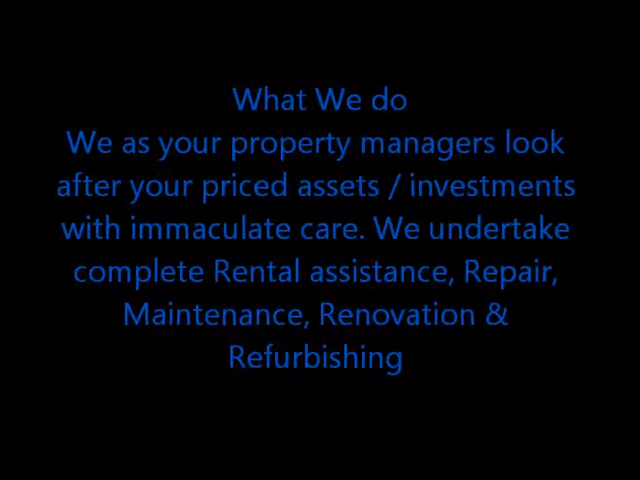 What We do
We as your property managers look
after your priced assets / investments
with immaculate care. We undertake
complete Rental assistance, Repair,
Maintenance, Renovation &
Refurbishing